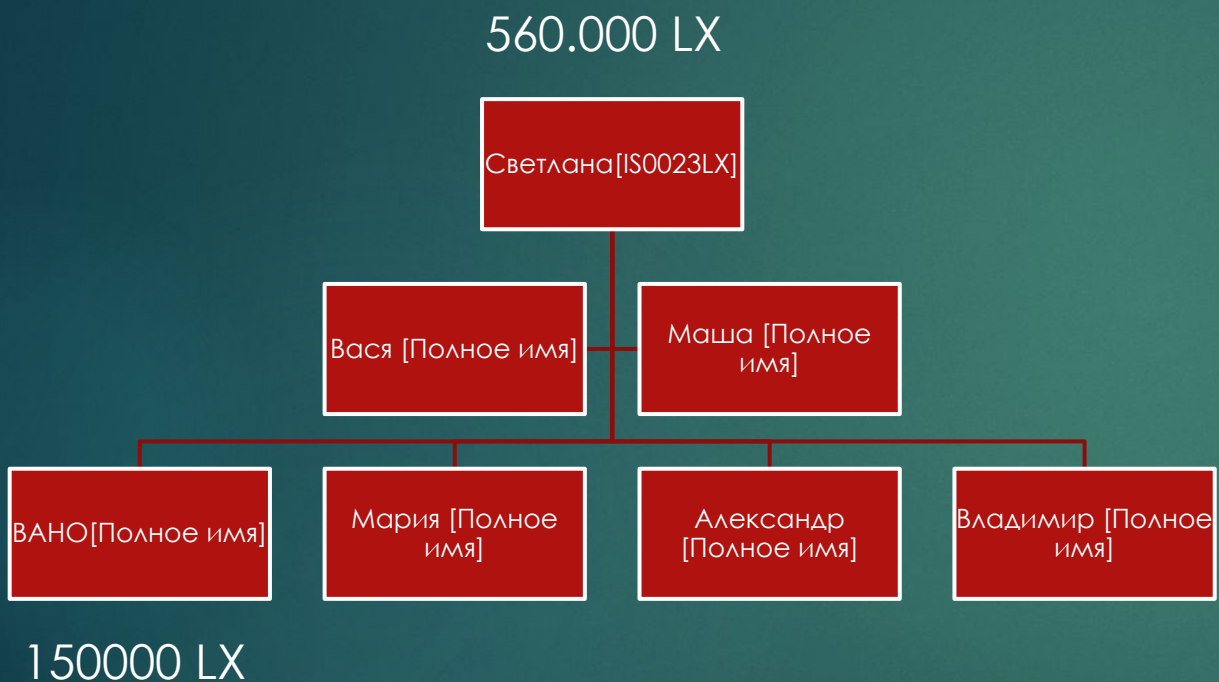 560.000 LX
Светлана[IS0023LX]
Вася [Полное имя]
Маша [Полное
имя]
ВАНО[Полное имя]
Мария [Полное
имя]
Александр
[Полное имя]
Владимир [Полное
имя]
150000 LX